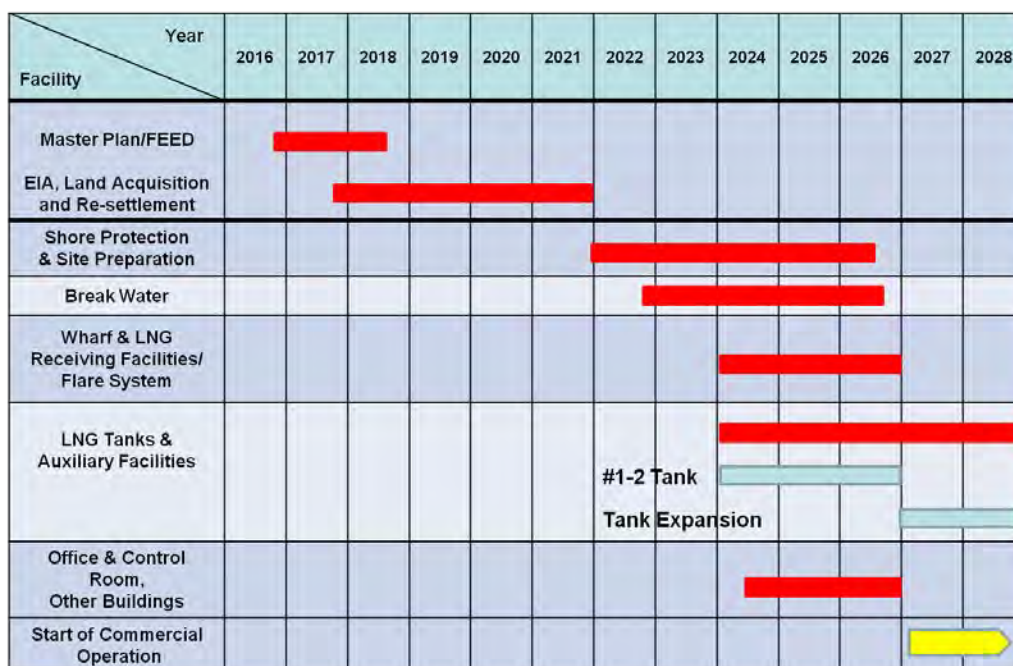 Year
Facility
2016 2017 2018 2019 2020 2021 2022 2023 2024 2025 2026 2027 2028
Master Plan/FEED
EIA, Land Acquisition
and Re-settlement
Shore Protection
& Site Preparation
Break Water
Wharf & LNG
Receiving Facilities/
Flare System
LNG Tanks &
Auxiliary Facilities
#1-2 Tank
Tank Expansion
Office & Control
Room,
Other Buildings
Start of Commercial
Operation